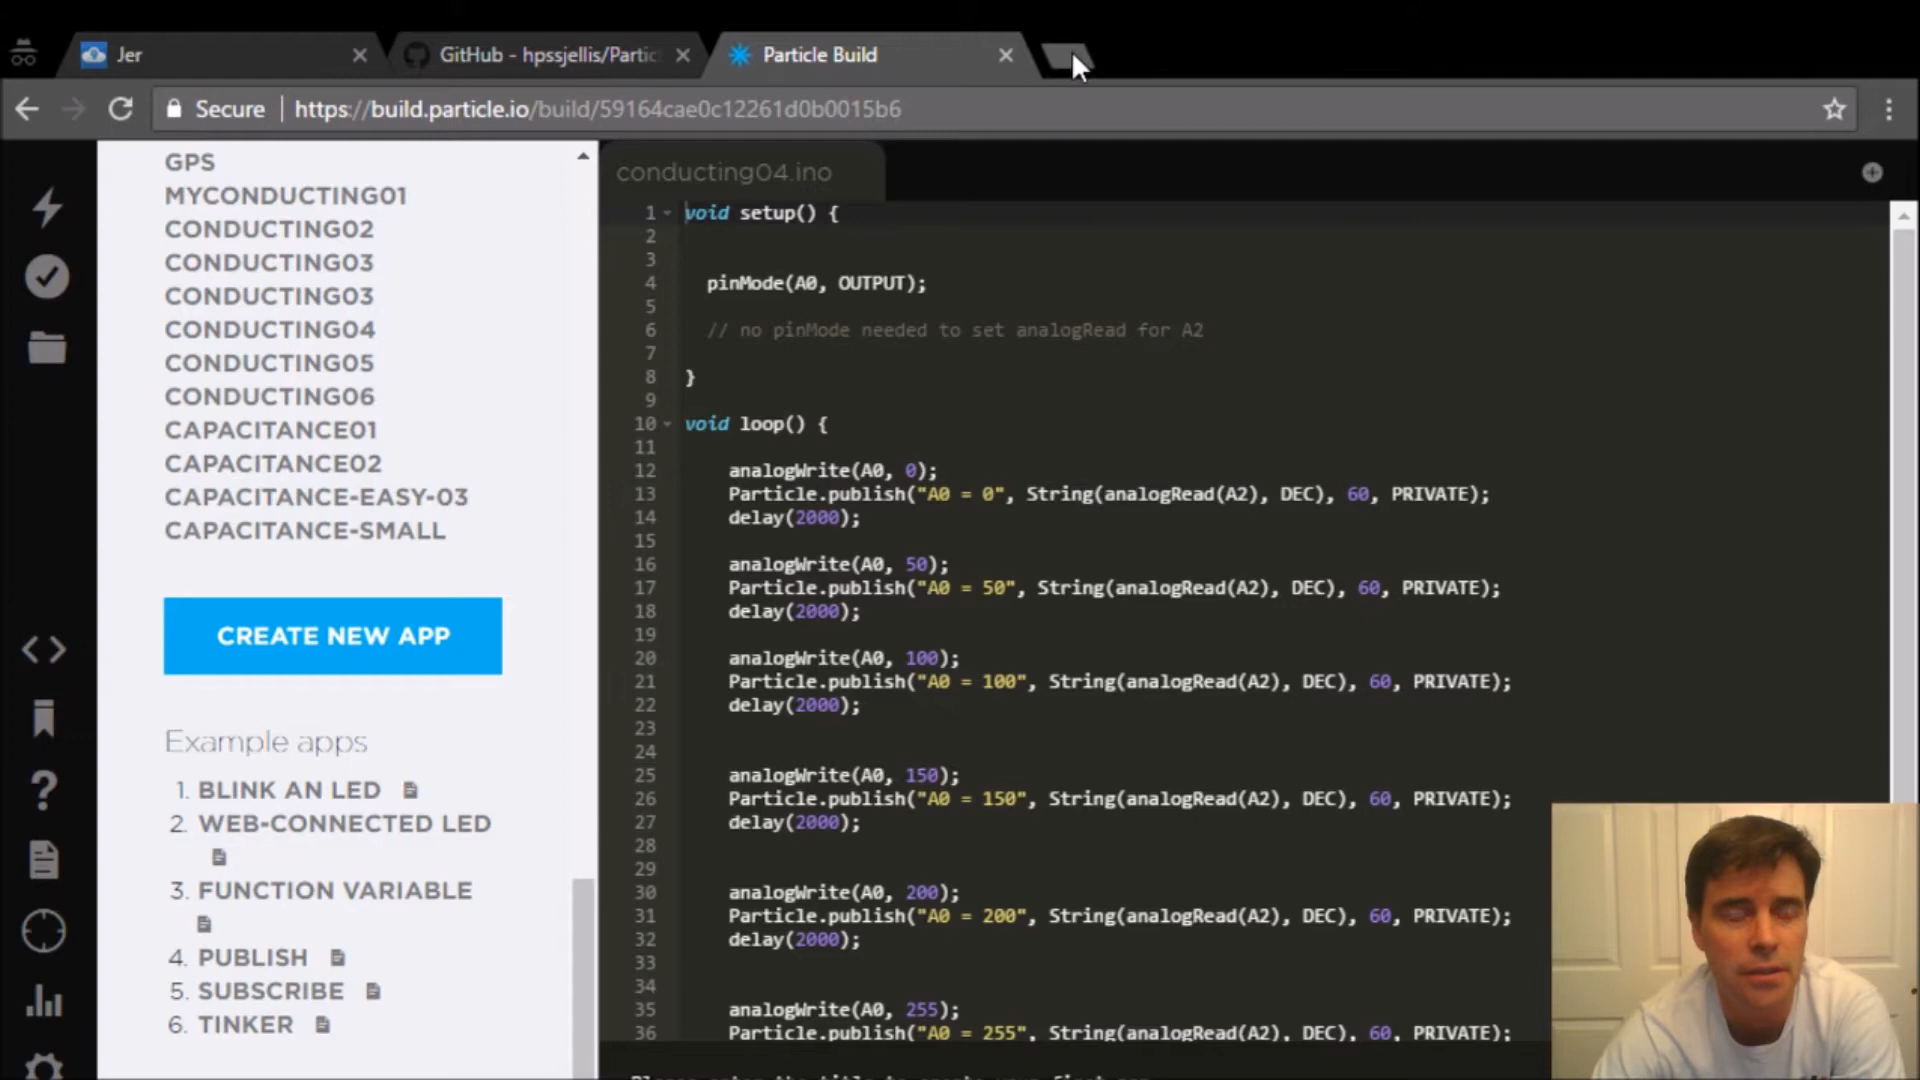 Jer
GitHub - hpssjellis/Partic
Particle Build
Secure
https://build.particle.io/build/59164cae0c12261d0b0015b6
GPS
MYCONDUCTING01
CONDUCTING02
CONDUCTING03
CONDUCTING03
CONDUCTING04
CONDUCTING05
CONDUCTING06
CAPACITANCE01
CAPACITANCE02
CAPACITANCE-EASY-03
CAPACITANCE-SMALL
CREATE NEW APP
Example apps
1. BLINK AN LED
2. WEB-CONNECTED LED
3. FUNCTION VARIABLE
4. PUBLISH
5. SUBSCRIBE
6. TINKER
conducting04.ino
1 void setup() {
2
3
4 pinMode(A0, OUTPUT);
5
6 // no pinMode needed to set analogRead for A2
7
8 }
9
10 void loop() {
11
12 analogWrite(A0, 0);
13 Particle.publish("A0 = 0", String(analogRead(A2), DEC), 60, PRIVATE);
14 delay(2000);
15
16 analogWrite(A0, 50);
17 Particle.publish("A0 = 50", String(analogRead(A2), DEC), 60, PRIVATE);
18 delay(2000);
19
20 analogWrite(A0, 100);
21 Particle.publish("A0 = 100", String(analogRead(A2), DEC), 60, PRIVATE);
22 delay(2000);
23
24
25 analogWrite(A0, 150);
26 Particle.publish("A0 = 150", String(analogRead(A2), DEC), 60, PRIVATE);
27 delay(2000);
28
29
30 analogWrite(A0, 200);
31 Particle.publish("A0 = 200", String(analogRead(A2), DEC), 60, PRIVATE);
32 delay(2000);
33
34
35 analogWrite(A0, 255);
36 Particle.publish("A0 = 255", String(analogRead(A2), DEC), 60, PRIVATE);